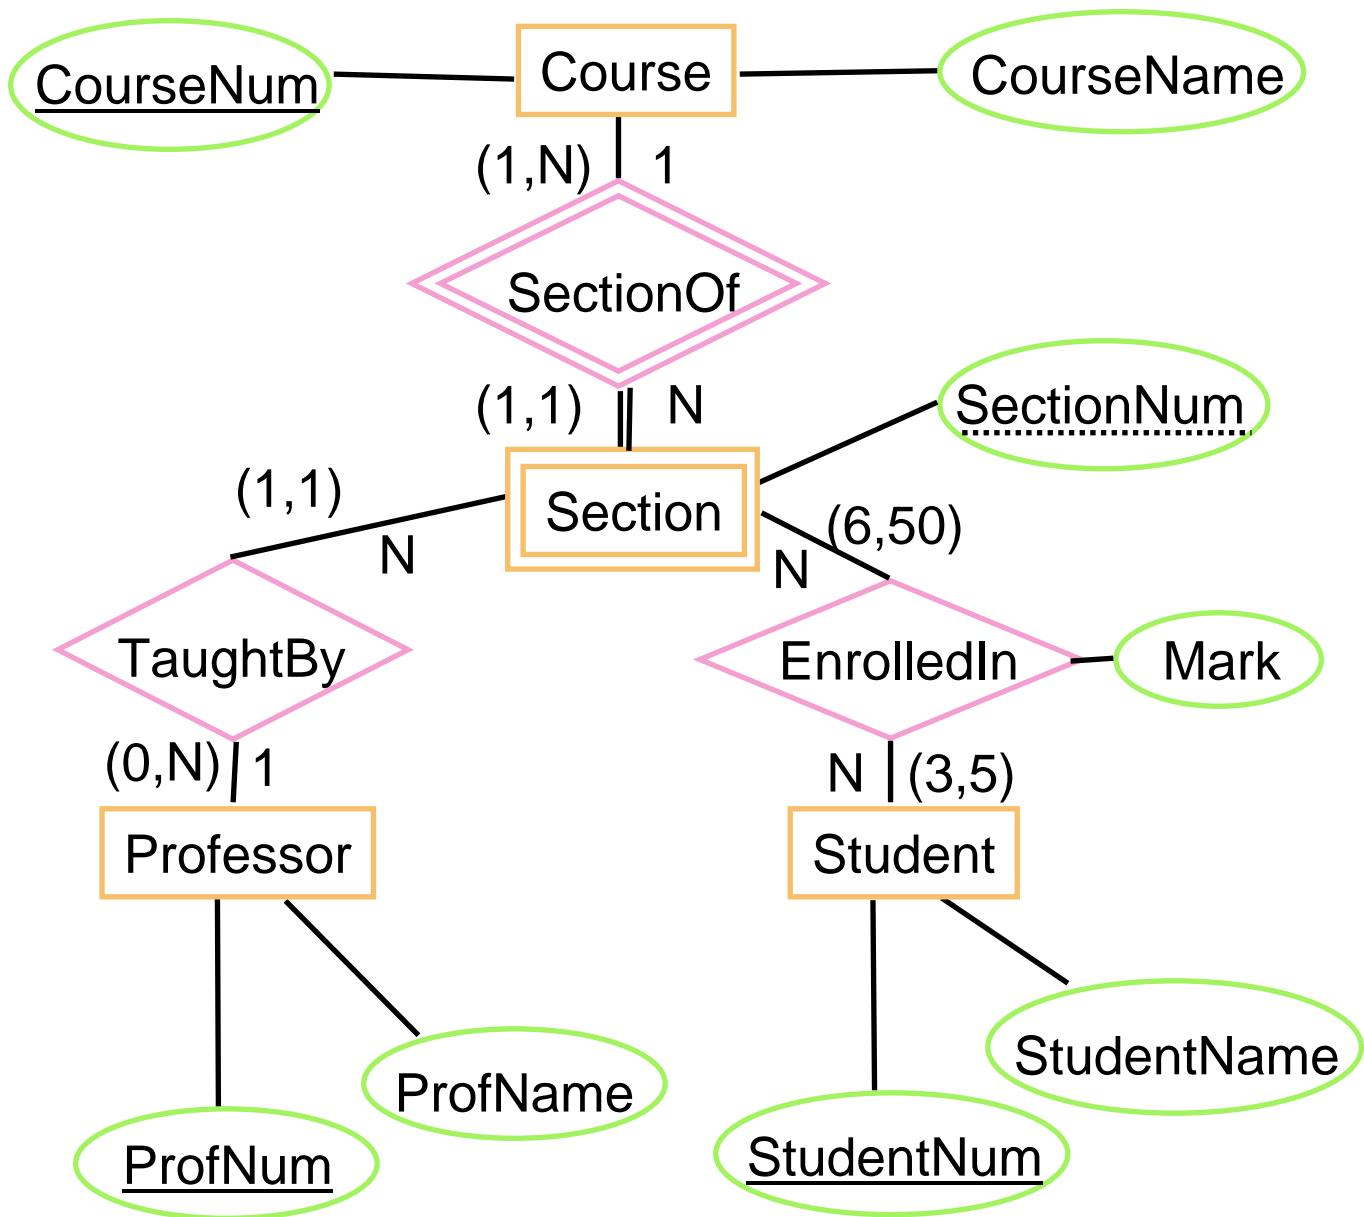 CourseNum
Course
CourseName
(1,N)
1
SectionOf
(1,1)
N
SectionNum
(1,1)
Section
(6,50)
N
N
TaughtBy
EnrolledIn
Mark
(0,N)
1
N
(3,5)
Professor
Student
ProfName
StudentName
ProfNum
StudentNum